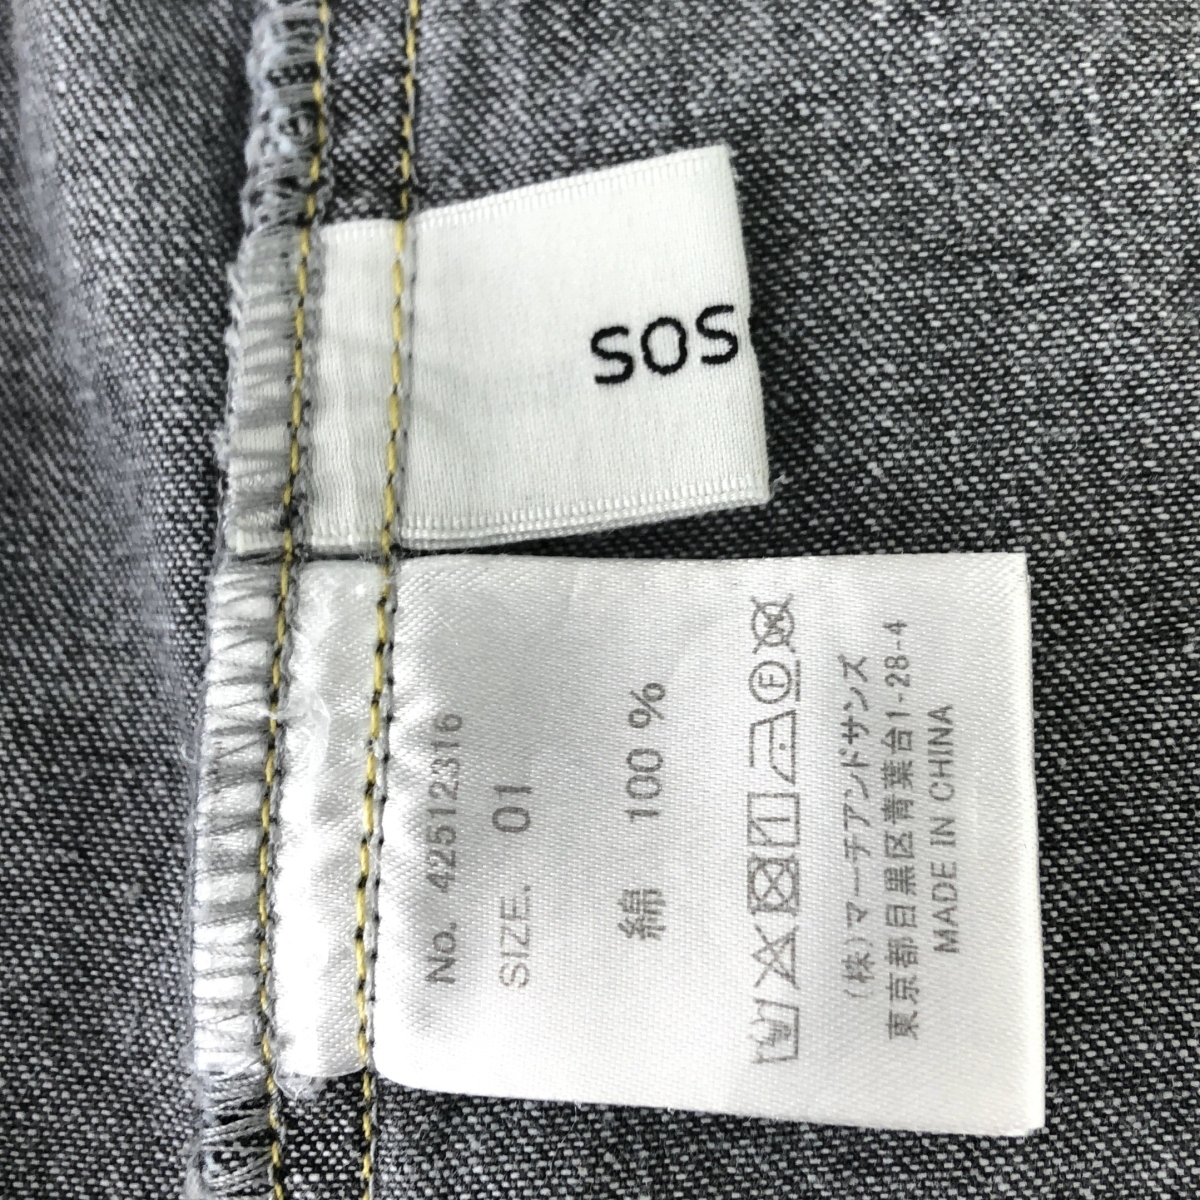 SOS
No. 42512316
SIZE. 01
綿 100 %
(株)マーチアンドサンズ
東京都目黒区青葉台1-28-4
MADE IN CHINA